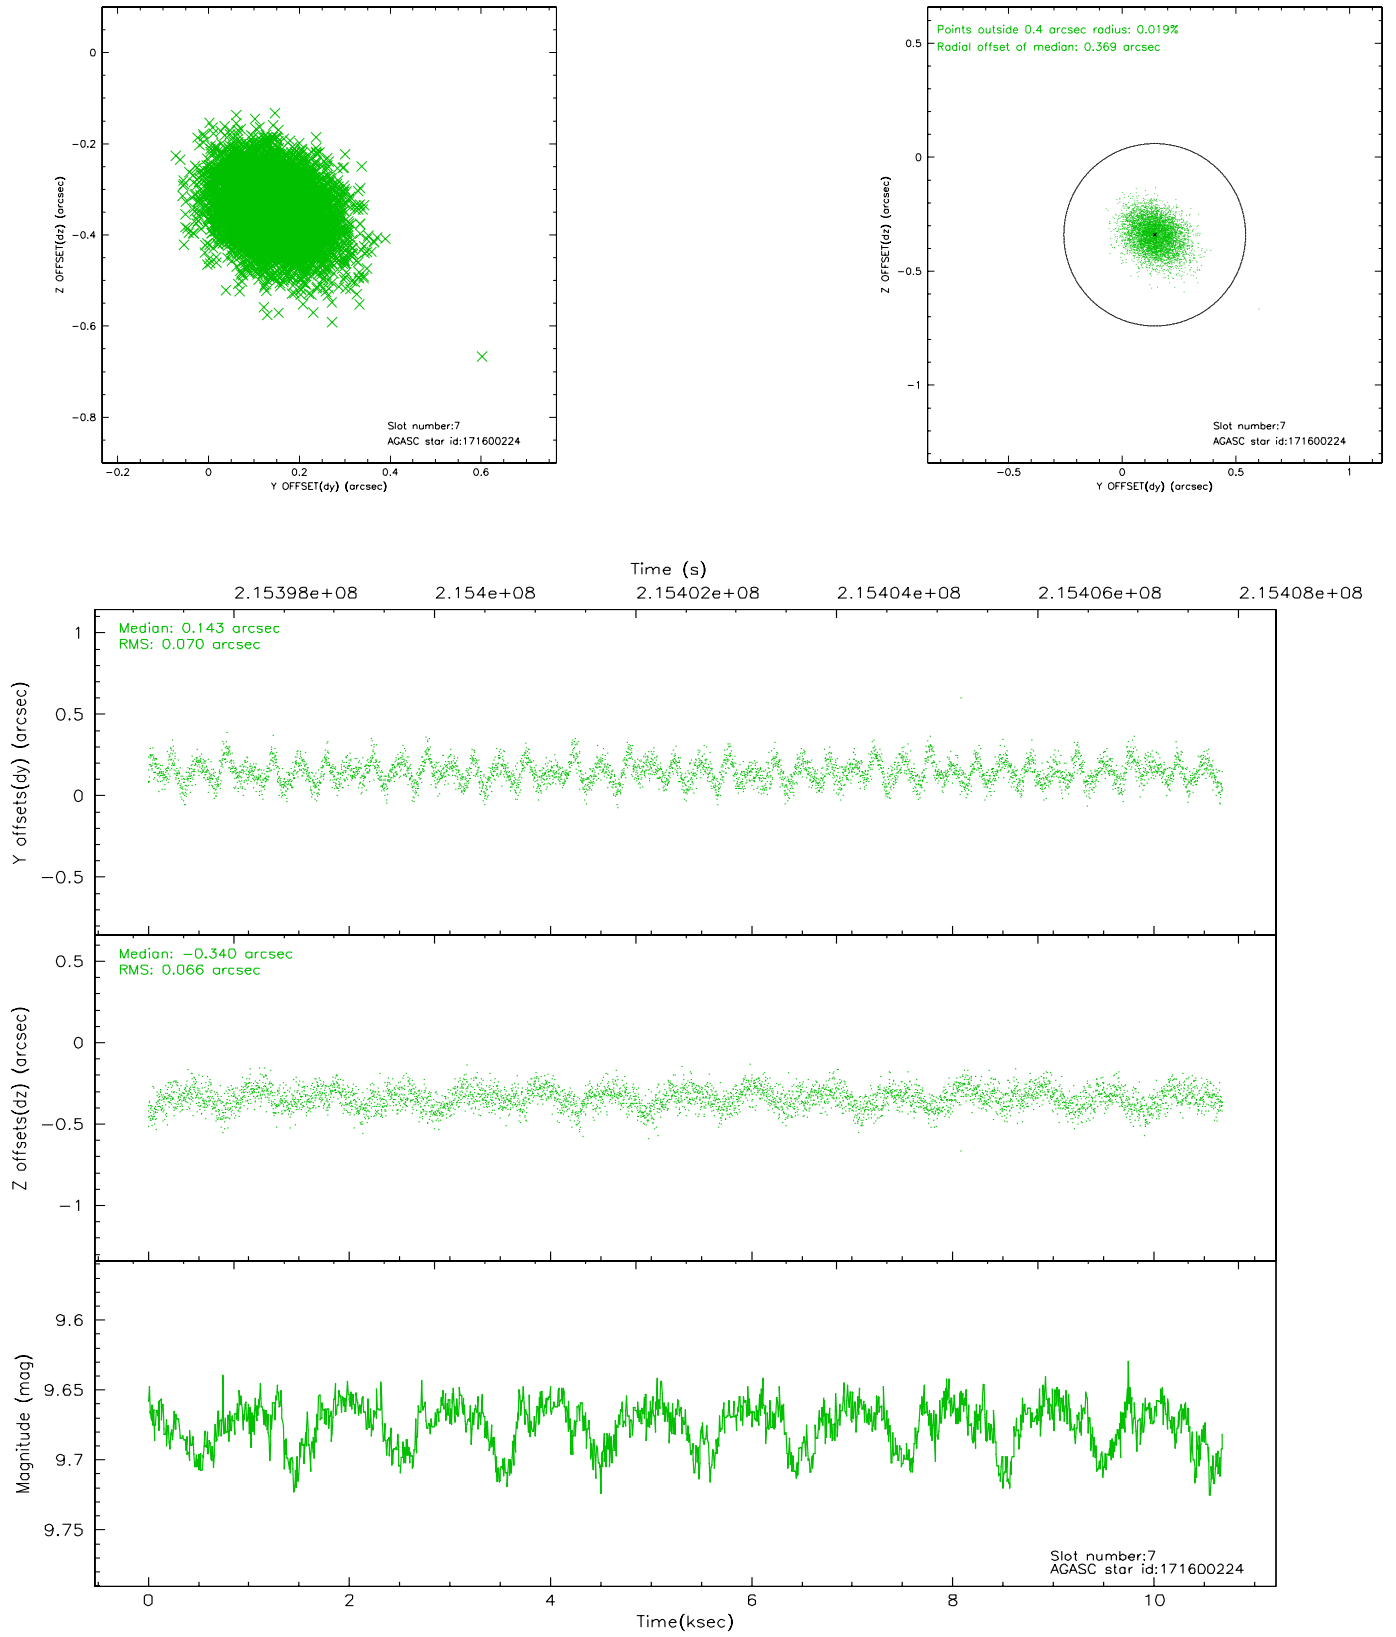 0
−0.2
−0.4
−0.6
−0.8
Z OFFSET(dz) (arcsec)
Slot number:7
AGASC star id:171600224
−0.2 0 0.2 0.4 0.6
Y OFFSET(dy) (arcsec)
Points outside 0.4 arcsec radius: 0.019%
Radial offset of median: 0.369 arcsec
0.5
0
−0.5
−1
Z OFFSET(dz) (arcsec)
Slot number:7
AGASC star id:171600224
−0.5 0 0.5 1
Y OFFSET(dy) (arcsec)
Time (s)
2.15398e+08 2.154e+08 2.15402e+08 2.15404e+08 2.15406e+08 2.15408e+08
Median: 0.143 arcsec
RMS: 0.070 arcsec
1
0.5
0
−0.5
Y offsets(dy) (arcsec)
Median: −0.340 arcsec
RMS: 0.066 arcsec
0.5
0
−0.5
−1
Z offsets(dz) (arcsec)
9.6
9.65
9.7
9.75
Magnitude (mag)
Slot number:7
AGASC star id:171600224
0 2 4 6 8 10
Time(ksec)